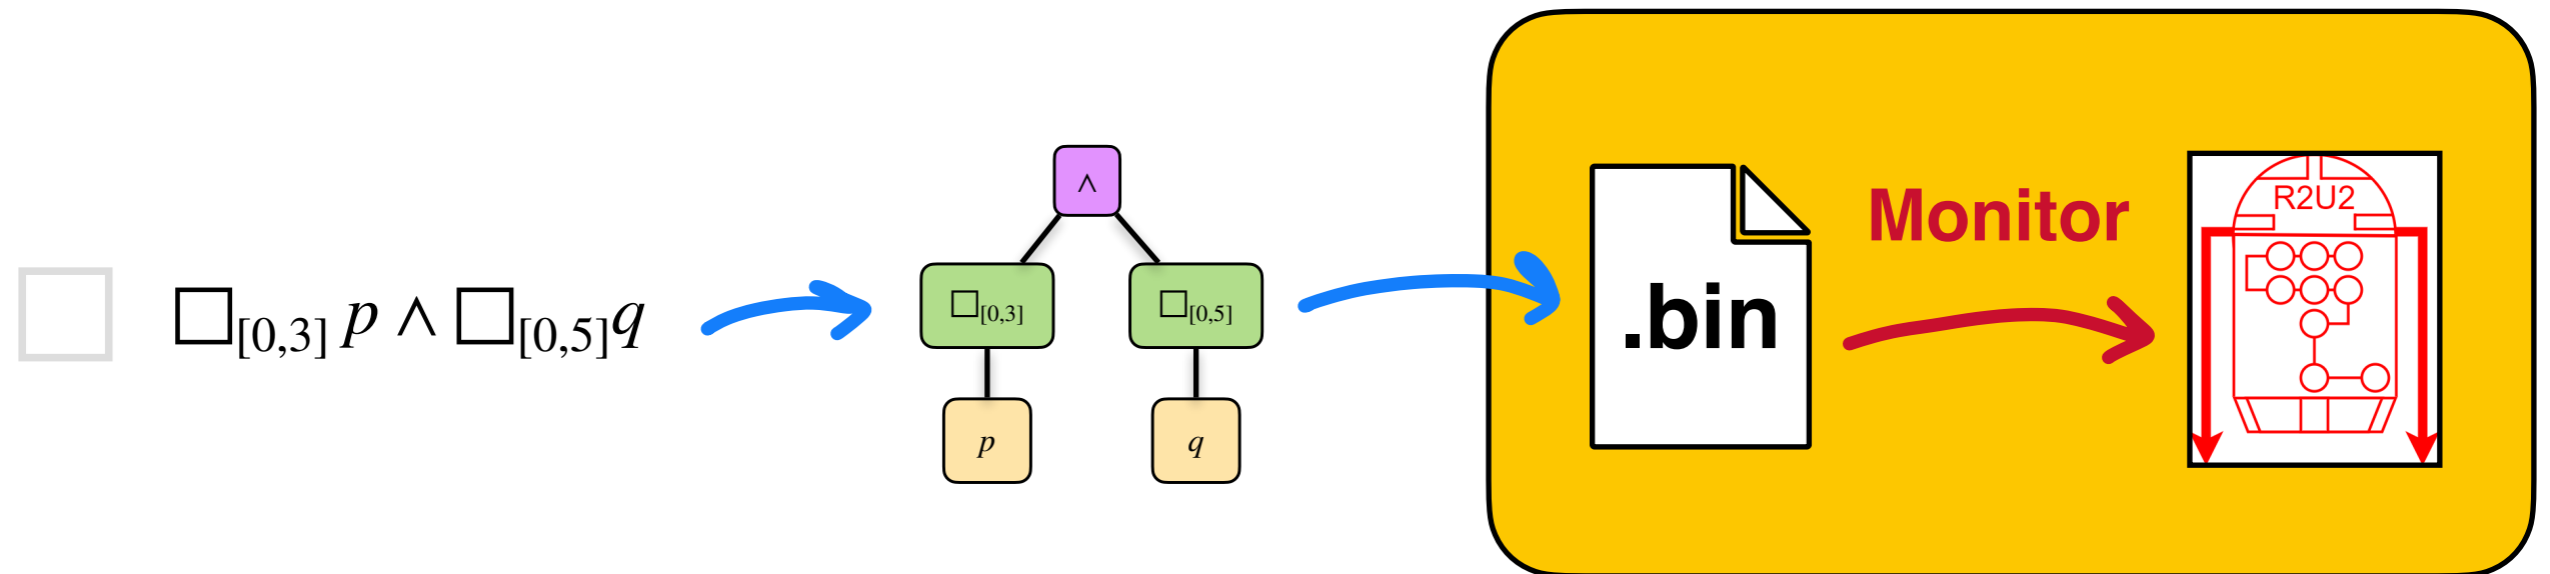 □[0,3] p ∧ □[0,5]q
∧
□[0,3]
□[0,5]
p
q
.bin
Monitor
R2U2